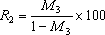 R₂ = M₃ / (1 − M₃) × 100